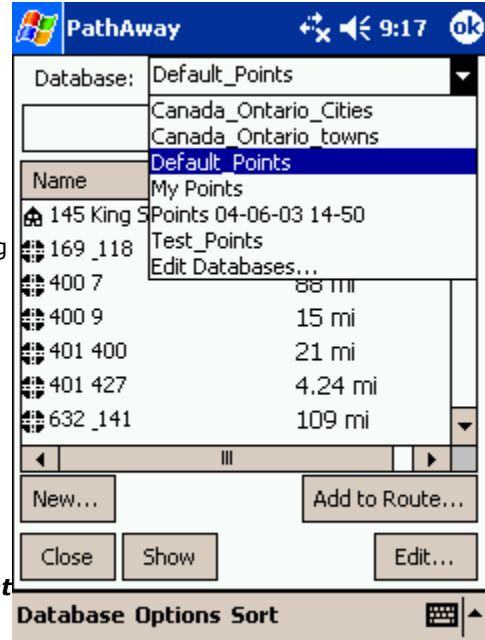 PathAway 9:17 ok
Database: Default_Points
Canada_Ontario_Cities
Canada_Ontario_towns
Default_Points
My Points
Points 04-06-03 14-50
Test_Points
Edit Databases...
Name
145 King S
169 _118
g
400 7 88 mi
400 9 15 mi
401 400 21 mi
401 427 4.24 mi
632 _141 109 mi
New... Add to Route...
Close Show Edit...
t
Database Options Sort